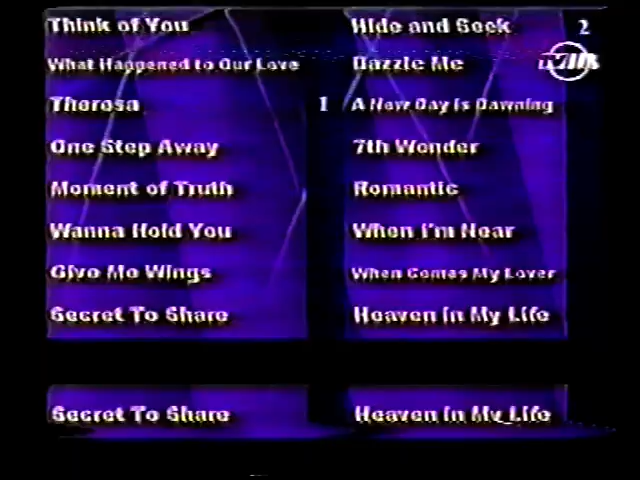 Think of You
Hide and Seek
2
What Happened to Our Love
Dazzle Me
Theresa
1
A New Day Is Dawning
One Step Away
7th Wonder
Moment of Truth
Romantic
Wanna Hold You
When I'm Near
Give Me Wings
When Comes My Lover
Secret To Share
Heaven in My Life
Secret To Share
Heaven in My Life